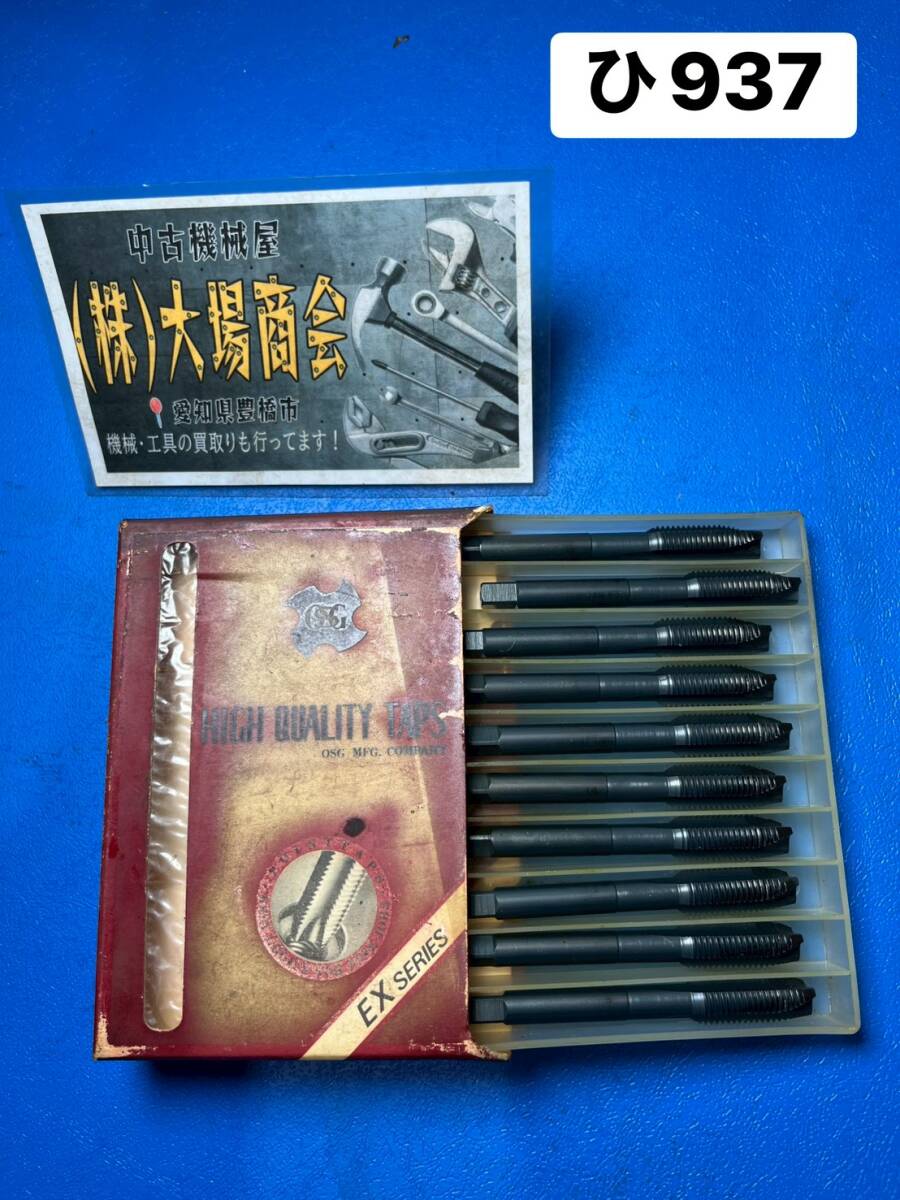 ひ937
中古機械屋
(株)大場商会
愛知県豊橋市
機械・工具の買取りも行ってます！
OSG
HIGH QUALITY TAPS
OSG MFG. COMPANY
EX SERIES